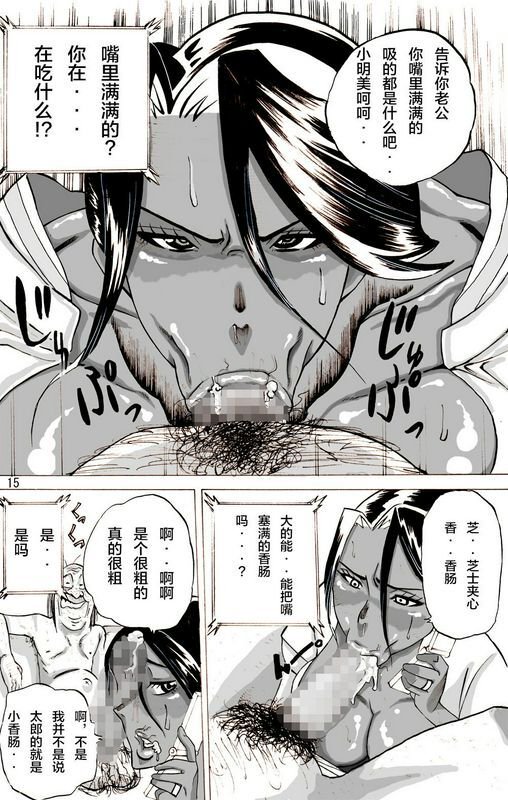 告诉你老公
你嘴里满满的
吸的都是什么吧··
小明美呵呵···
嘴里满满的？
你在···
在吃什么!?
じゅ
ぷっ
じゅ
ぷっ
15
芝··芝士夹心
香··香肠
大的能··能把嘴
塞满的香肠
吗···?
啊··啊啊
是个很粗的
真的很粗
是··
是吗
啊，不是
我并不是说
太郎的就是
小香肠··